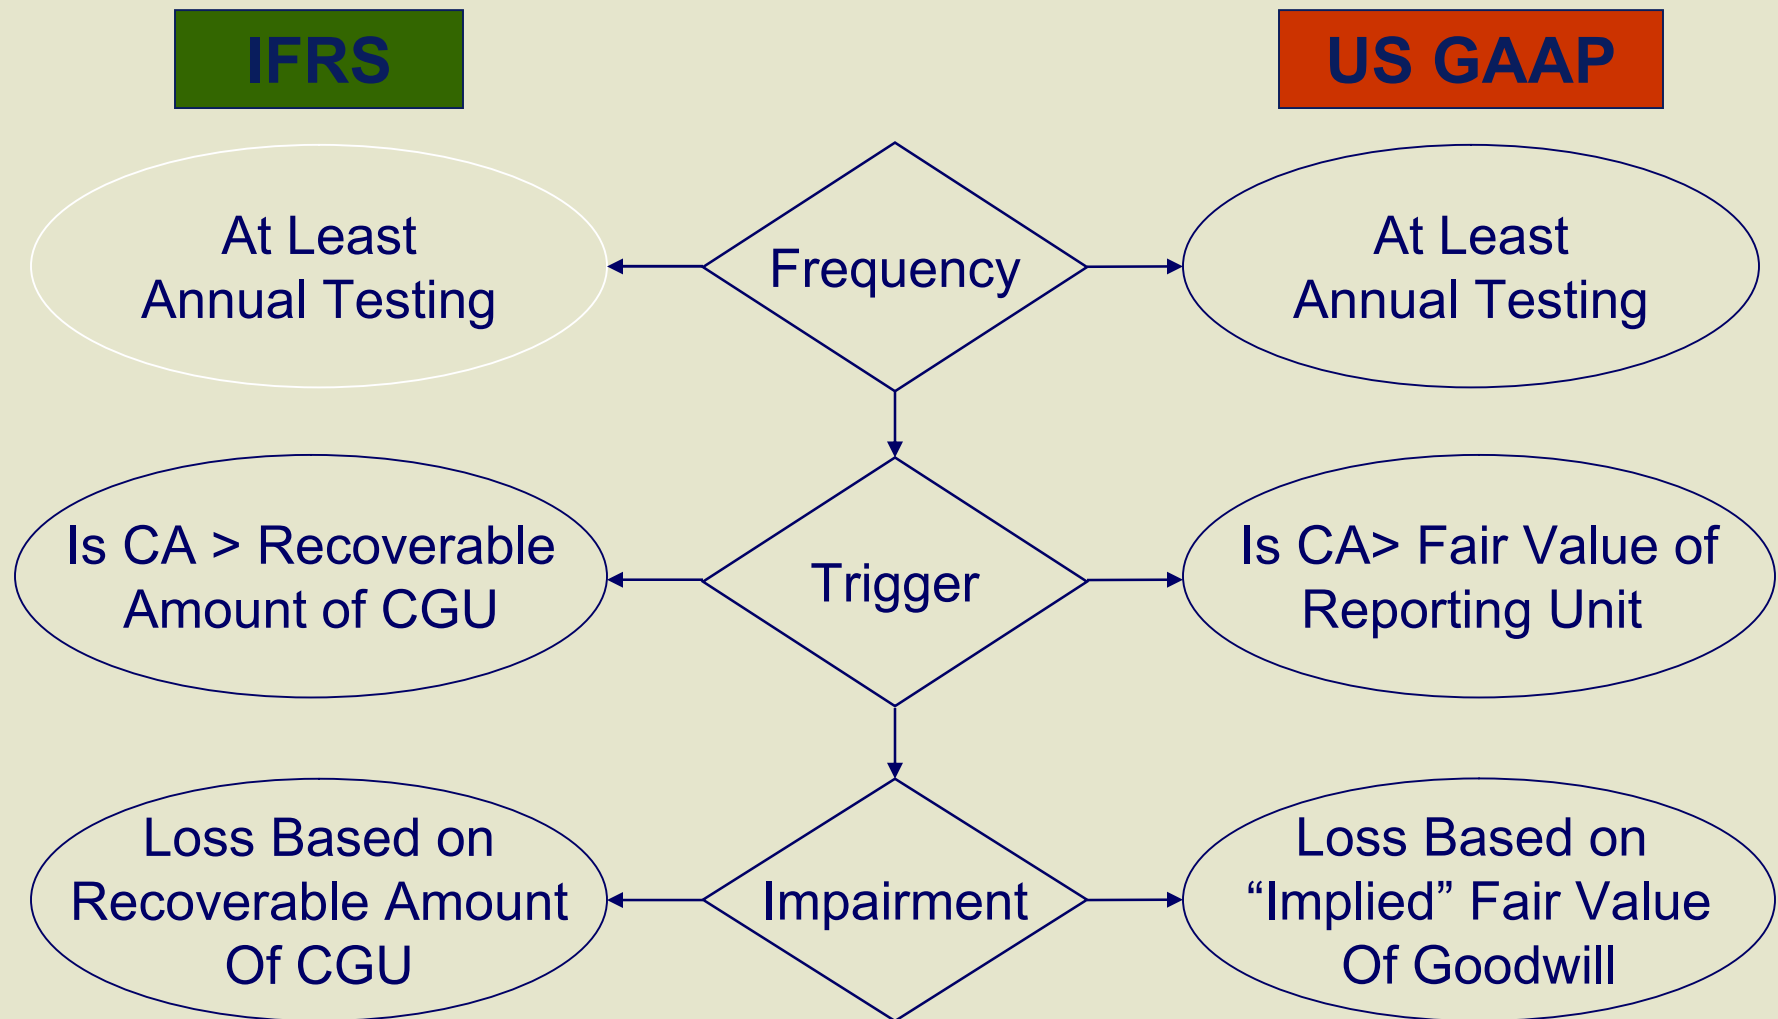 IFRS
US GAAP
At Least
Annual Testing
Frequency
At Least
Annual Testing
Is CA > Recoverable
Amount of CGU
Trigger
Is CA> Fair Value of
Reporting Unit
Loss Based on
Recoverable Amount
Of CGU
Impairment
Loss Based on
“Implied” Fair Value
Of Goodwill